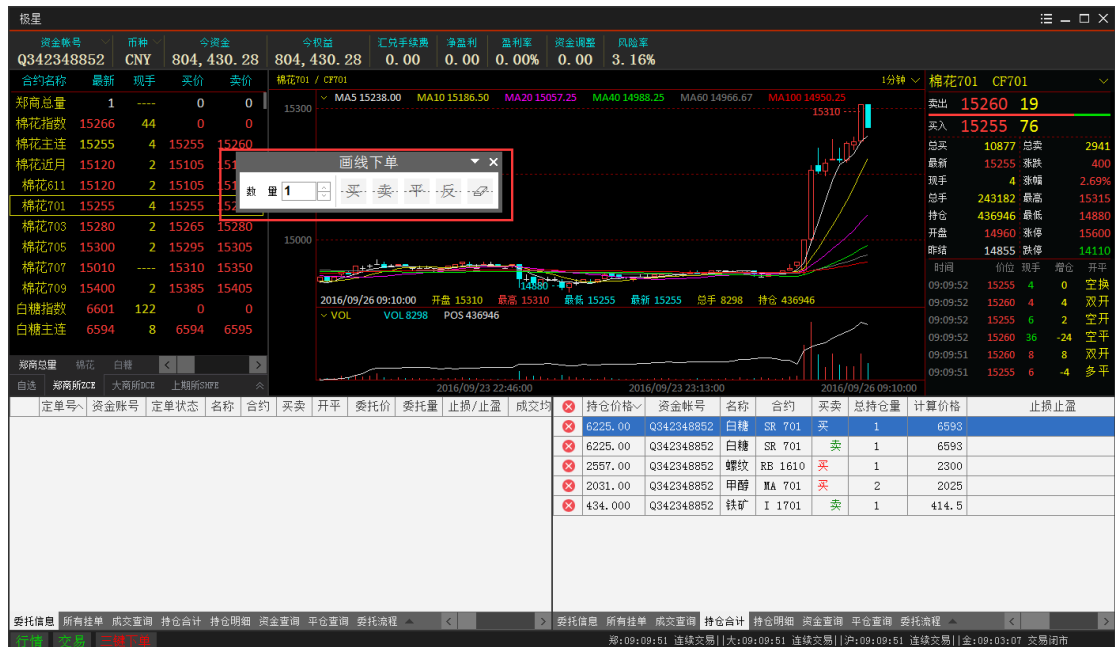 极星
资金帐号 币种 今资金 今权益 汇兑手续费 净盈利 盈利率 资金调整 风险率
Q342348852 CNY 804,430.28 804,430.28 0.00 0.00 0.00% 0.00 3.16%
合约名称 最新 现手 买价 卖价
郑商总量 1 ---- 0 0
棉花指数 15266 44 0 0
棉花主连 15255 4 15255 15260
棉花近月 15120 2 15105
棉花611 15120 2 15105
棉花701 15255 4 15255
棉花703 15280 2 15265 15280
棉花705 15300 2 15295 15305
棉花707 15010 ---- 15310 15350
棉花709 15400 2 15385 15405
白糖指数 6601 122 0 0
白糖主连 6594 8 6594 6595
郑商总量 棉花 白糖
自选 郑商所ZCE 大商所DCE 上期所SHFE
棉花701 / CF701 1分钟
MA5 15238.00 MA10 15186.50 MA20 15057.25 MA40 14988.25 MA60 14966.67 MA100 14950.25
15300
15310
15000
14880
画线下单
数 量 1 买 卖 平 反
2016/09/26 09:10:00 开盘 15310 最高 15310 最低 15255 最新 15255 总手 8298 持仓 436946
VOL VOL 8298 POS 436946
2016/09/23 22:46:00 2016/09/23 23:13:00 2016/09/26 09:10:00
棉花701 CF701
卖出 15260 19
买入 15255 76
总买 10877 总卖 2941
最新 15255 涨跌 400
现手 4 涨幅 2.69%
总手 243182 最高 15315
持仓 436946 最低 14880
开盘 14960 涨停 15600
昨结 14855 跌停 14110
时间 价位 现手 增仓 开平
09:09:52 15255 4 0 空换
09:09:52 15260 4 4 双开
09:09:52 15255 6 2 空开
09:09:52 15260 36 -24 空平
09:09:51 15260 8 8 双开
09:09:51 15255 6 -4 多平
定单号 资金账号 定单状态 名称 合约 买卖 开平 委托价 委托量 止损/止盈 成交均
持仓价格 资金帐号 名称 合约 买卖 总持仓量 计算价格 止损止盈
6225.00 Q342348852 白糖 SR 701 买 1 6593
6225.00 Q342348852 白糖 SR 701 卖 1 6593
2557.00 Q342348852 螺纹 RB 1610 买 1 2300
2031.00 Q342348852 甲醇 MA 701 买 2 2025
434.000 Q342348852 铁矿 I 1701 卖 1 414.5
委托信息 所有挂单 成交查询 持仓合计 持仓明细 资金查询 平仓查询 委托流程
委托信息 所有挂单 成交查询 持仓合计 持仓明细 资金查询 平仓查询 委托流程
行情 交易 三键下单
郑:09:09:51 连续交易||大:09:09:51 连续交易||沪:09:09:51 连续交易||金:09:03:07 交易闭市